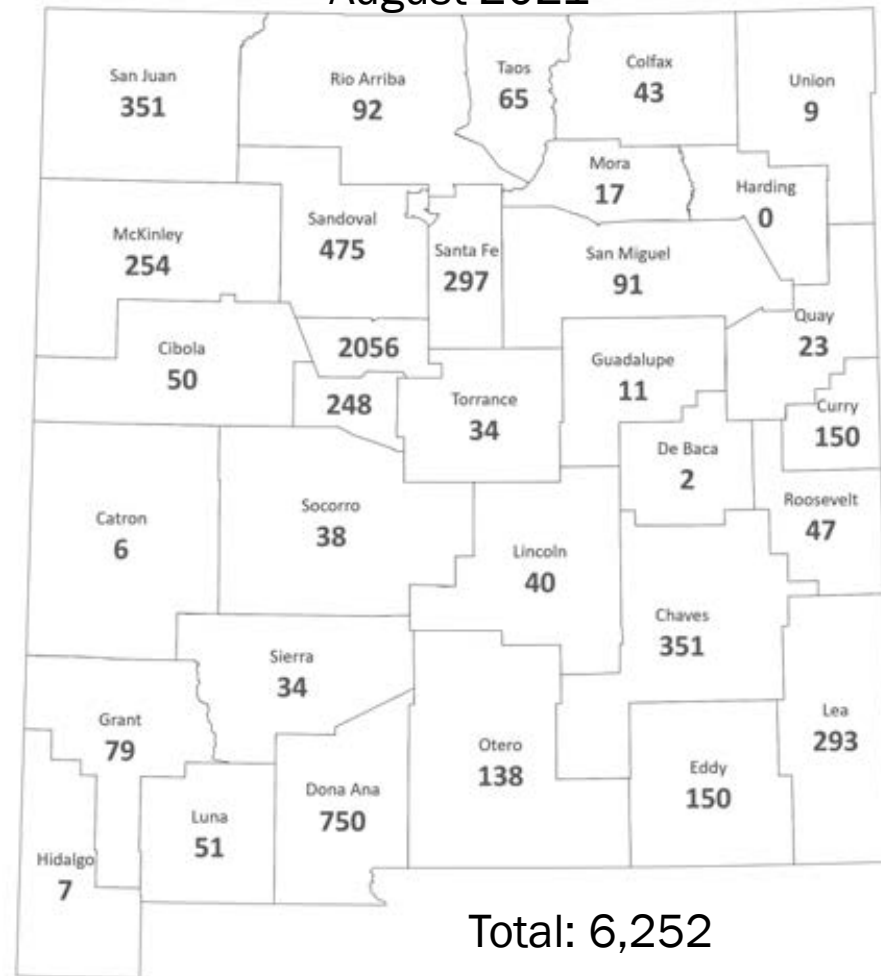 August 2021
San Juan
351
Rio Arriba
92
Taos
65
Colfax
43
Union
9
Mora
17
Harding
0
McKinley
254
Sandoval
475
Santa Fe
297
San Miguel
91
Quay
23
Cibola
50
2056
Guadalupe
11
248
Torrance
34
Curry
150
De Baca
2
Roosevelt
47
Catron
6
Socorro
38
Lincoln
40
Chaves
351
Sierra
34
Grant
79
Lea
293
Otero
138
Eddy
150
Dona Ana
750
Luna
51
Hidalgo
7
Total: 6,252